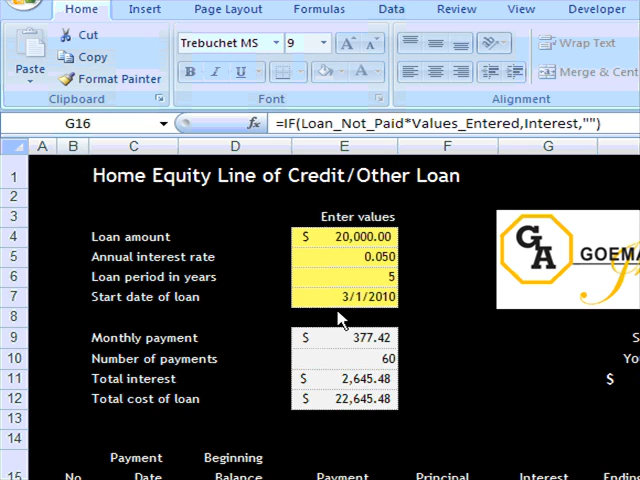 Home Insert Page Layout Formulas Data Review View Developer
Cut
Copy
Format Painter
Paste
Clipboard
Trebuchet MS 9
B I U
Font
Wrap Text
Merge & Cent
Alignment
G16 fx =IF(Loan_Not_Paid*Values_Entered,Interest,"")
A B C D E F G
1 Home Equity Line of Credit/Other Loan
2
3 Enter values
4 Loan amount $ 20,000.00
5 Annual interest rate 0.050
6 Loan period in years 5
7 Start date of loan 3/1/2010
GA GOEMA
8
9 Monthly payment $ 377.42 S
10 Number of payments 60 Yo
11 Total interest $ 2,645.48 $
12 Total cost of loan $ 22,645.48
13
14
Payment Beginning
15 No. Date Balance Payment Principal Interest Ending